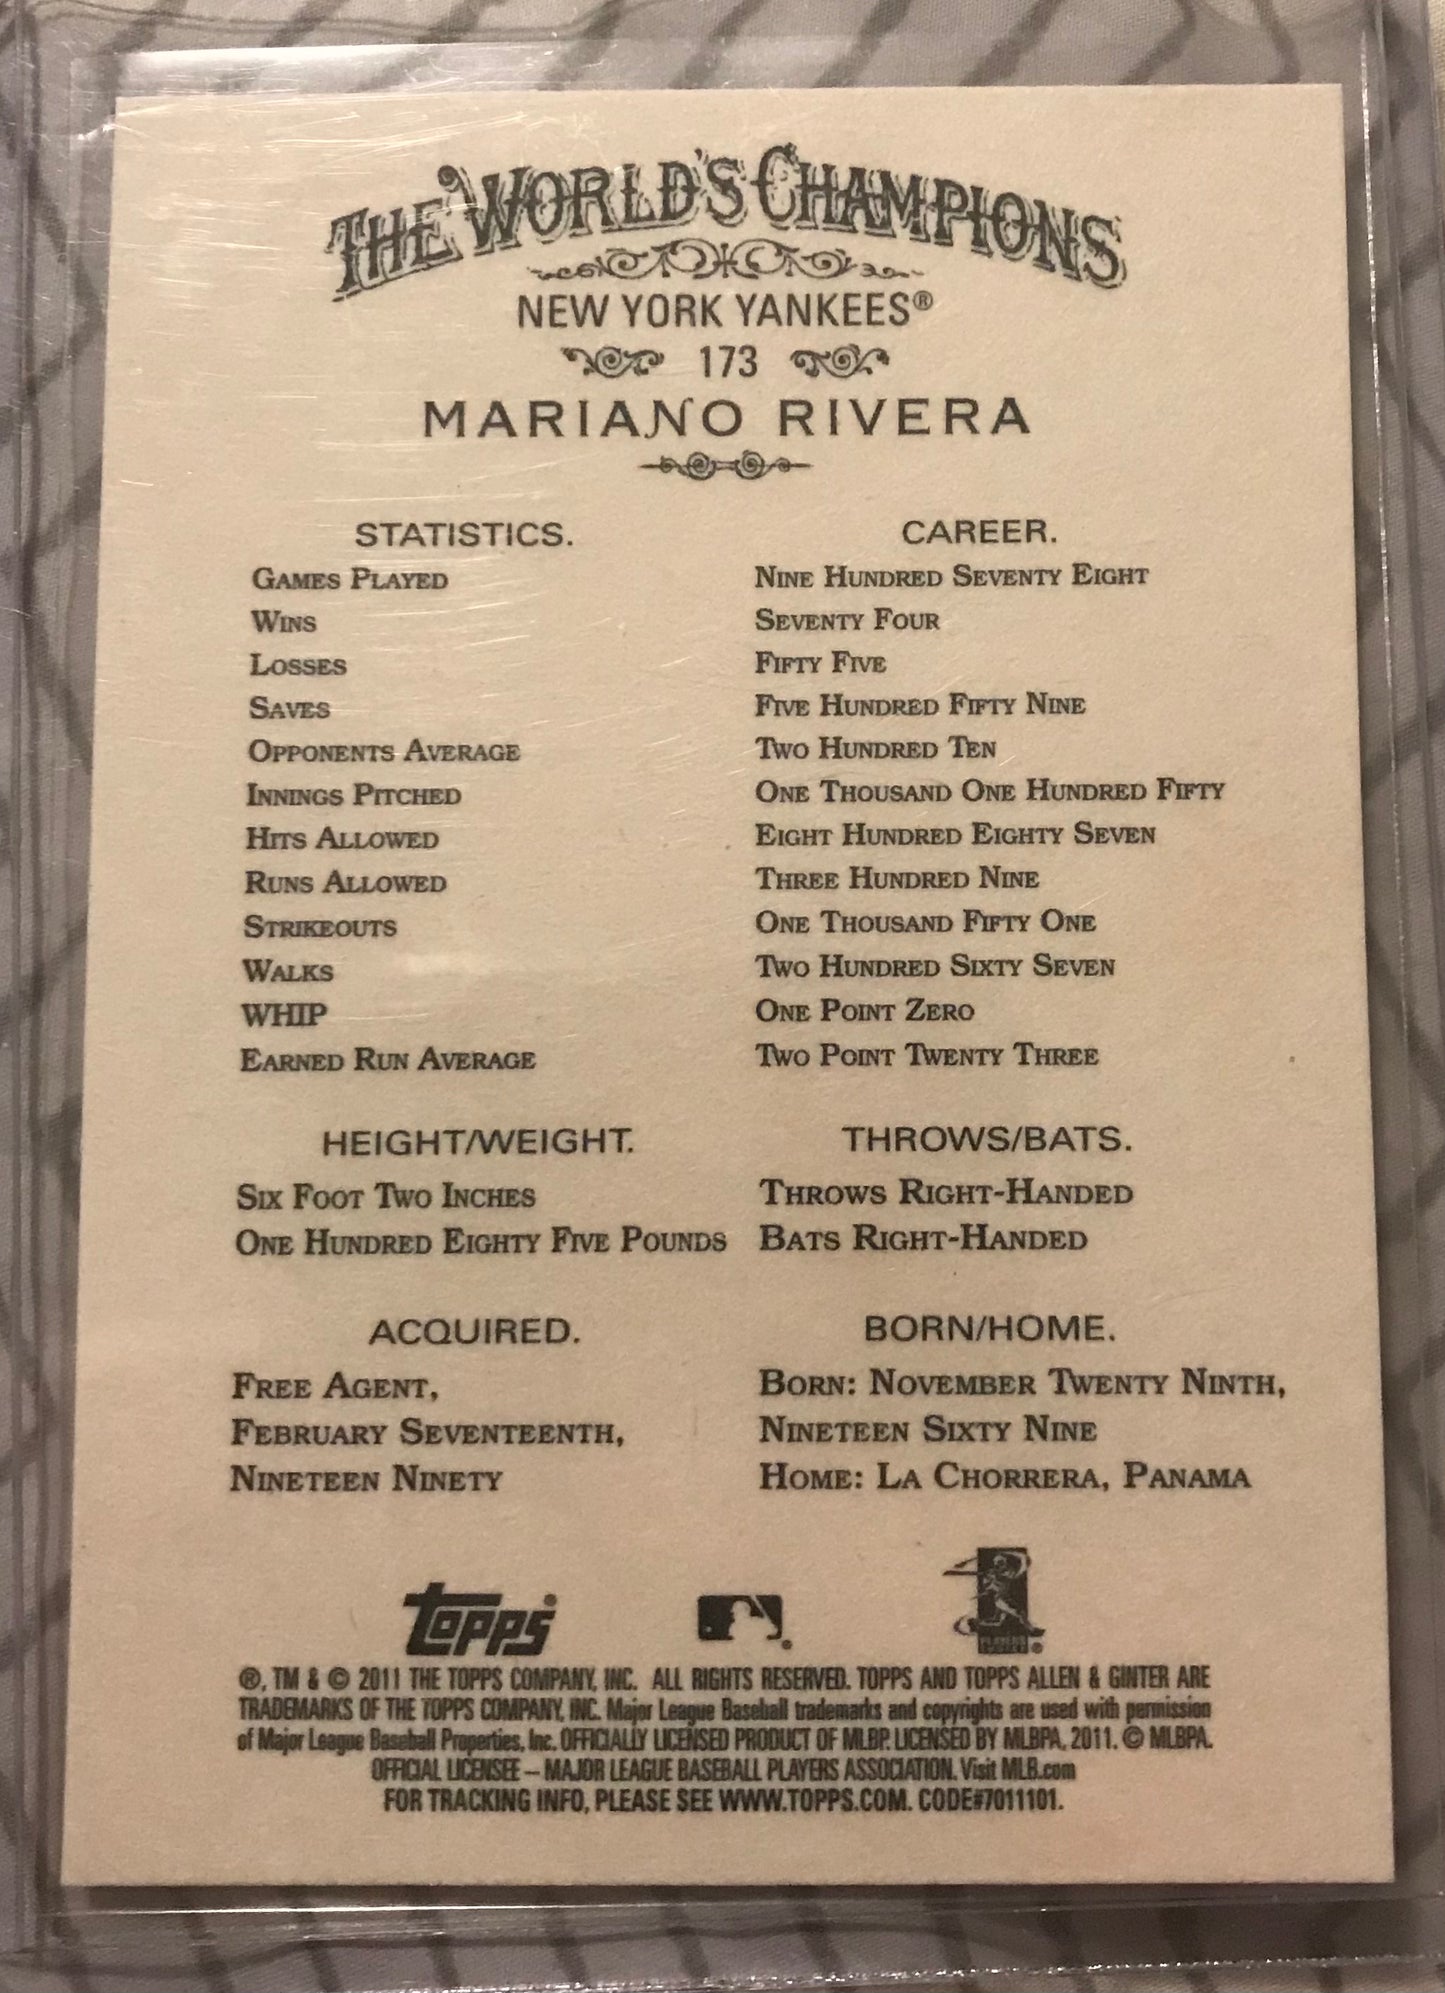 THE WORLD'S CHAMPIONS
NEW YORK YANKEES®
173
MARIANO RIVERA
STATISTICS. CAREER.
GAMES PLAYED NINE HUNDRED SEVENTY EIGHT
WINS SEVENTY FOUR
LOSSES FIFTY FIVE
SAVES FIVE HUNDRED FIFTY NINE
OPPONENTS AVERAGE TWO HUNDRED TEN
INNINGS PITCHED ONE THOUSAND ONE HUNDRED FIFTY
HITS ALLOWED EIGHT HUNDRED EIGHTY SEVEN
RUNS ALLOWED THREE HUNDRED NINE
STRIKEOUTS ONE THOUSAND FIFTY ONE
WALKS TWO HUNDRED SIXTY SEVEN
WHIP ONE POINT ZERO
EARNED RUN AVERAGE TWO POINT TWENTY THREE
HEIGHT/WEIGHT. THROWS/BATS.
SIX FOOT TWO INCHES THROWS RIGHT-HANDED
ONE HUNDRED EIGHTY FIVE POUNDS BATS RIGHT-HANDED
ACQUIRED. BORN/HOME.
FREE AGENT, BORN: NOVEMBER TWENTY NINTH,
FEBRUARY SEVENTEENTH, NINETEEN SIXTY NINE
NINETEEN NINETY HOME: LA CHORRERA, PANAMA
Topps
PLAYERS CHOICE ®
®, TM & © 2011 THE TOPPS COMPANY, INC. ALL RIGHTS RESERVED. TOPPS AND TOPPS ALLEN & GINTER ARE
TRADEMARKS OF THE TOPPS COMPANY, INC. Major League Baseball trademarks and copyrights are used with permission
of Major League Baseball Properties, Inc. OFFICIALLY LICENSED PRODUCT OF MLBP. LICENSED BY MLBPA, 2011. © MLBPA.
OFFICIAL LICENSEE – MAJOR LEAGUE BASEBALL PLAYERS ASSOCIATION. Visit MLB.com
FOR TRACKING INFO, PLEASE SEE WWW.TOPPS.COM. CODE#7011101.